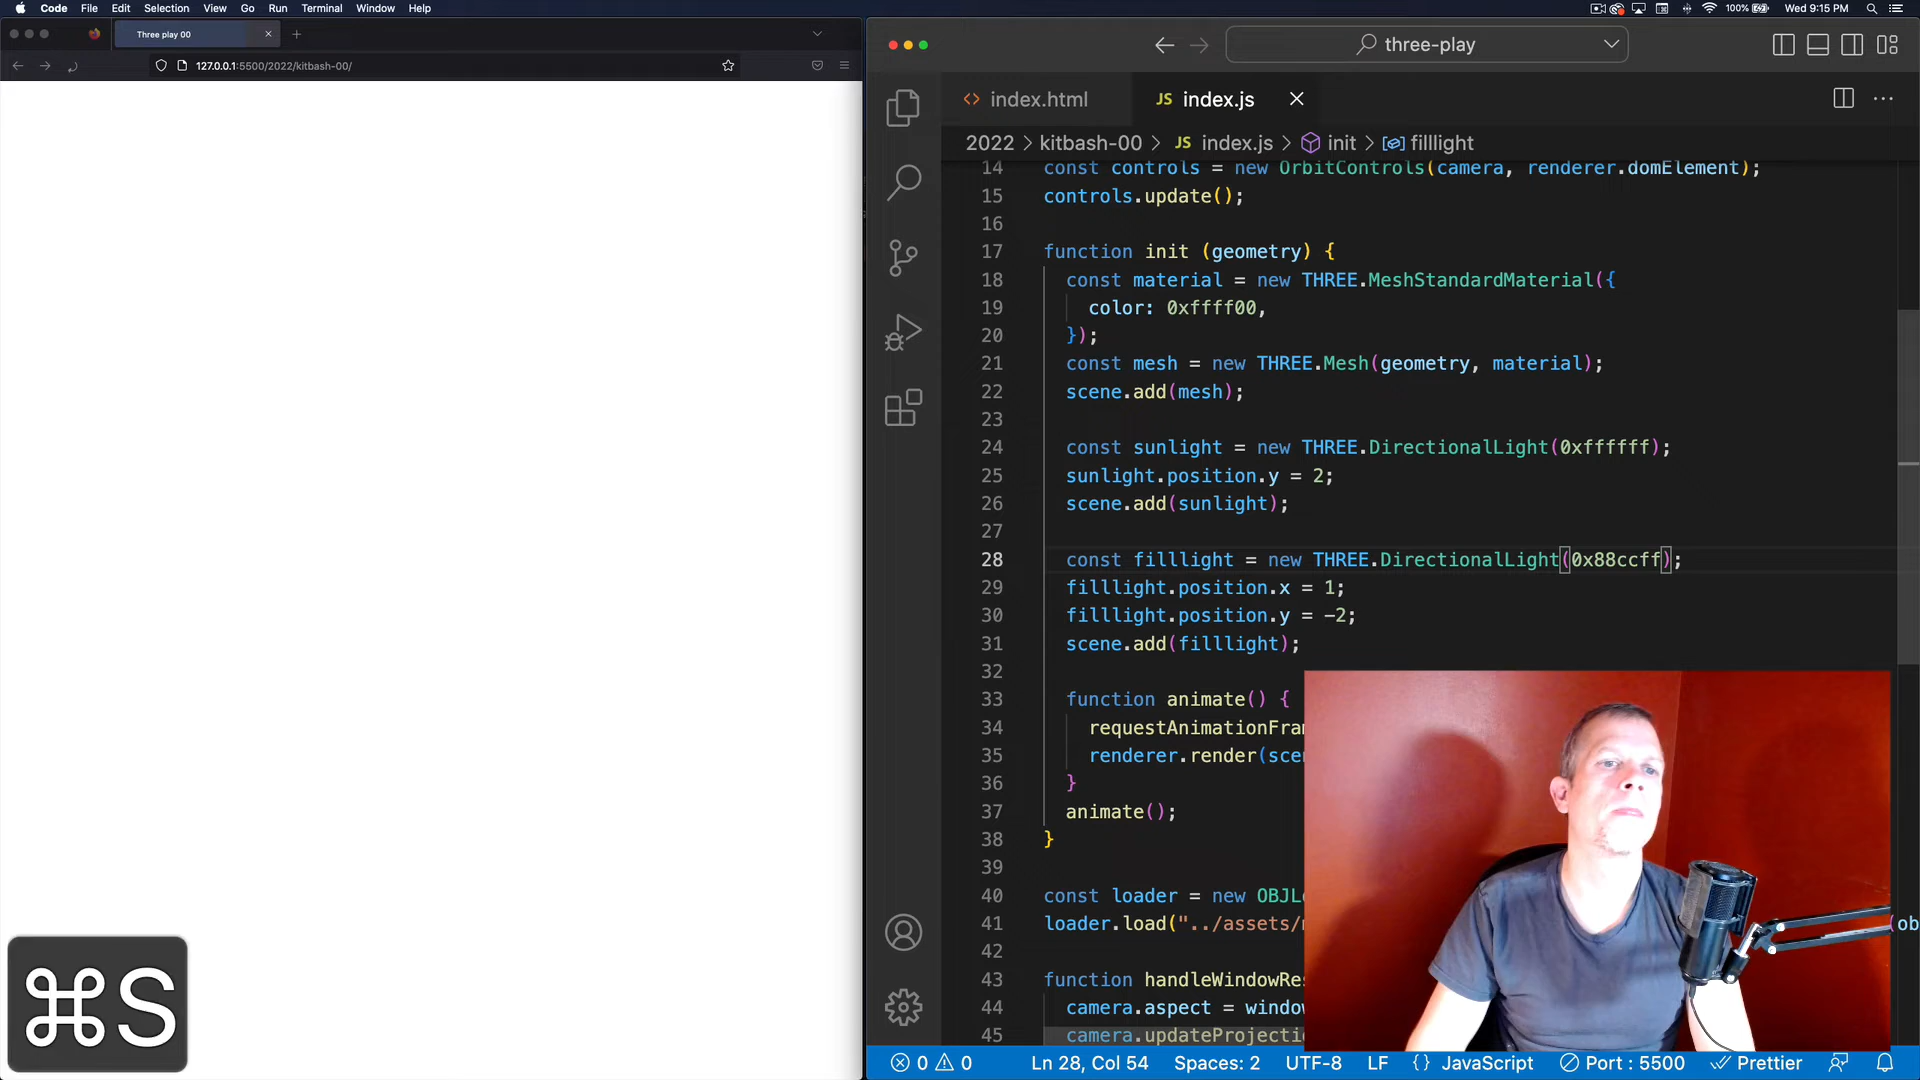 Code File Edit Selection View Go Run Terminal Window Help
100% Wed 9:15 PM
Three play 00
127.0.0.1:5500/2022/kitbash-00/
three-play
index.html JS index.js
2022 > kitbash-00 > JS index.js > init > filllight
14 const controls = new OrbitControls(camera, renderer.domElement);
15 controls.update();
16
17 function init (geometry) {
18 const material = new THREE.MeshStandardMaterial({
19 color: 0xffff00,
20 });
21 const mesh = new THREE.Mesh(geometry, material);
22 scene.add(mesh);
23
24 const sunlight = new THREE.DirectionalLight(0xffffff);
25 sunlight.position.y = 2;
26 scene.add(sunlight);
27
28 const filllight = new THREE.DirectionalLight(0x88ccff);
29 filllight.position.x = 1;
30 filllight.position.y = -2;
31 scene.add(filllight);
32
33 function animate() {
34 requestAnimationFra
35 renderer.render(sce
36 }
37 animate();
38 }
39
40 const loader = new OBJL
41 loader.load("../assets/ (ob
42
43 function handleWindowRes
44 camera.aspect = window
45 camera.updateProjecti
⌘S
0 0 Ln 28, Col 54 Spaces: 2 UTF-8 LF {} JavaScript Port : 5500 Prettier